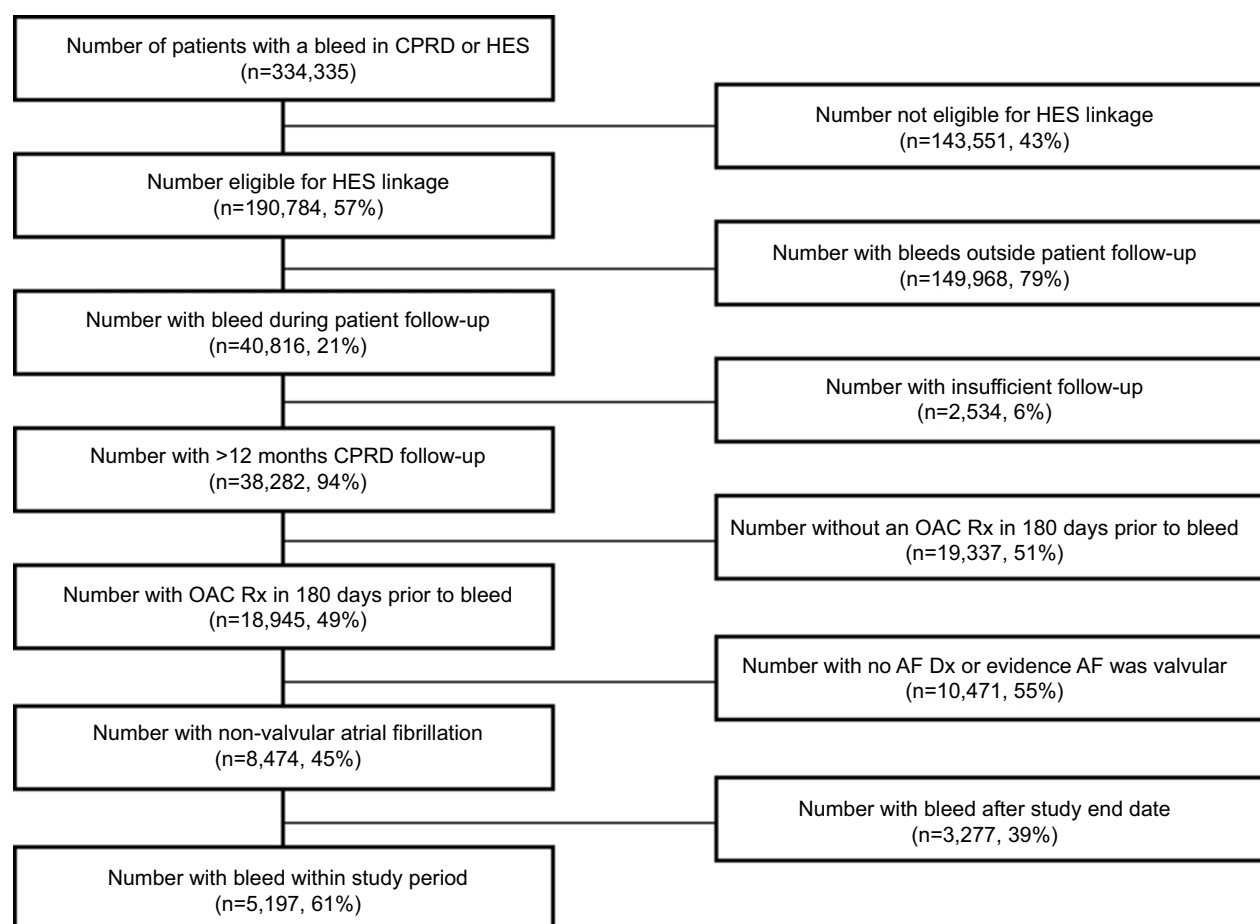 Number of patients with a bleed in CPRD or HES
(n=334,335)
Number not eligible for HES linkage
(n=143,551, 43%)
Number eligible for HES linkage
(n=190,784, 57%)
Number with bleeds outside patient follow-up
(n=149,968, 79%)
Number with bleed during patient follow-up
(n=40,816, 21%)
Number with insufficient follow-up
(n=2,534, 6%)
Number with >12 months CPRD follow-up
(n=38,282, 94%)
Number without an OAC Rx in 180 days prior to bleed
(n=19,337, 51%)
Number with OAC Rx in 180 days prior to bleed
(n=18,945, 49%)
Number with no AF Dx or evidence AF was valvular
(n=10,471, 55%)
Number with non-valvular atrial fibrillation
(n=8,474, 45%)
Number with bleed after study end date
(n=3,277, 39%)
Number with bleed within study period
(n=5,197, 61%)